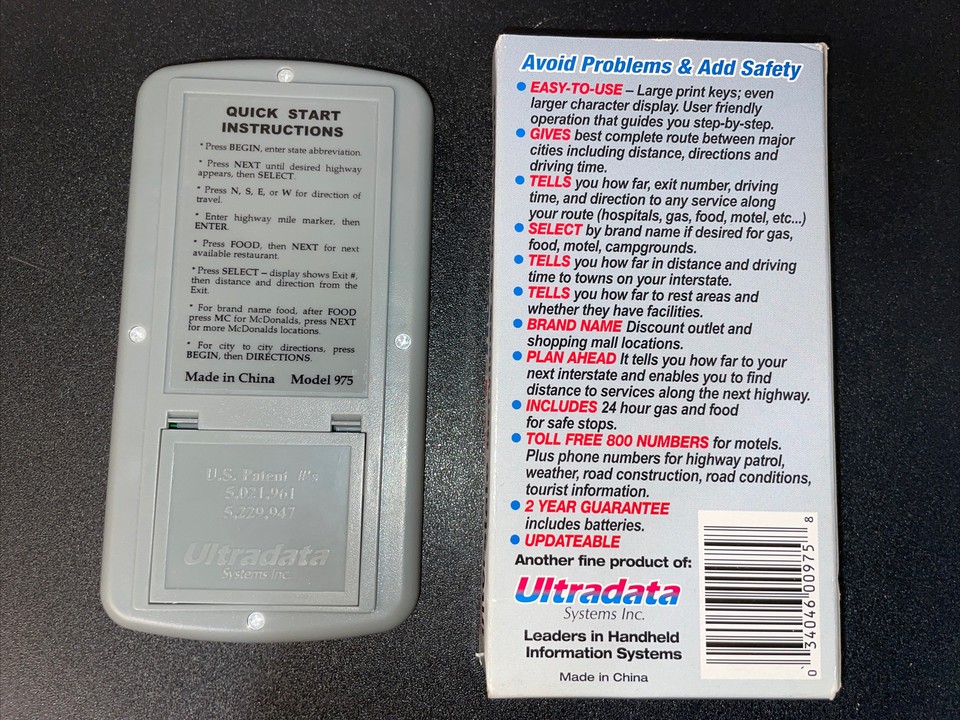 QUICK START
INSTRUCTIONS
* Press BEGIN, enter state abbreviation.
* Press NEXT until desired highway
appears, then SELECT.
* Press N, S, E, or W for direction of
travel.
* Enter highway mile marker, then
ENTER.
* Press FOOD, then NEXT for next
available restaurant.
* Press SELECT – display shows Exit #,
then distance and direction from the
Exit.
* For brand name food, after FOOD
press MC for McDonalds, press NEXT
for more McDonalds locations.
* For city to city directions, press
BEGIN, then DIRECTIONS.
Made in China Model 975
U.S. Patent #'s
5,021,961
5,229,947
Ultradata
Systems Inc.
Avoid Problems & Add Safety
• EASY-TO-USE – Large print keys; even
larger character display. User friendly
operation that guides you step-by-step.
• GIVES best complete route between major
cities including distance, directions and
driving time.
• TELLS you how far, exit number, driving
time, and direction to any service along
your route (hospitals, gas, food, motel, etc...)
• SELECT by brand name if desired for gas,
food, motel, campgrounds.
• TELLS you how far in distance and driving
time to towns on your interstate.
• TELLS you how far to rest areas and
whether they have facilities.
• BRAND NAME Discount outlet and
shopping mall locations.
• PLAN AHEAD It tells you how far to your
next interstate and enables you to find
distance to services along the next highway.
• INCLUDES 24 hour gas and food
for safe stops.
• TOLL FREE 800 NUMBERS for motels.
Plus phone numbers for highway patrol,
weather, road construction, road conditions,
tourist information.
• 2 YEAR GUARANTEE
includes batteries.
• UPDATEABLE
Another fine product of:
Ultradata
Systems Inc.
Leaders in Handheld
Information Systems
Made in China
0 34046 00975 8